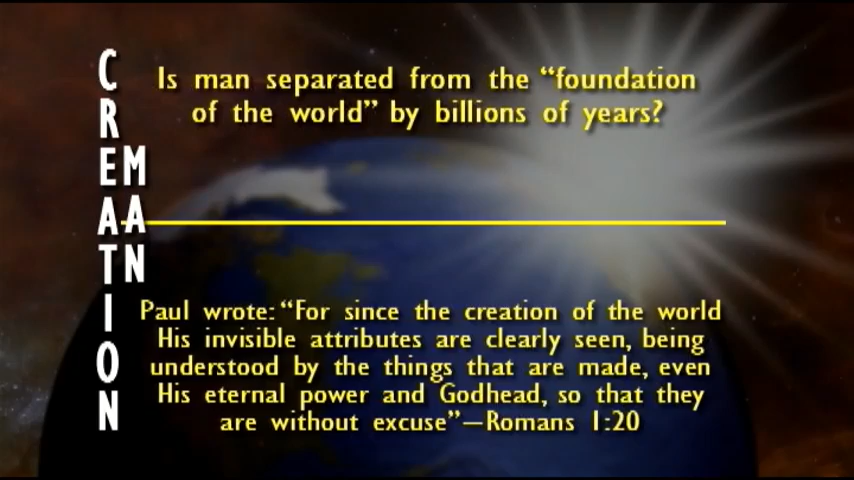 CREATION
MAN
Is man separated from the “foundation
of the world” by billions of years?
Paul wrote: “For since the creation of the world
His invisible attributes are clearly seen, being
understood by the things that are made, even
His eternal power and Godhead, so that they
are without excuse”—Romans 1:20